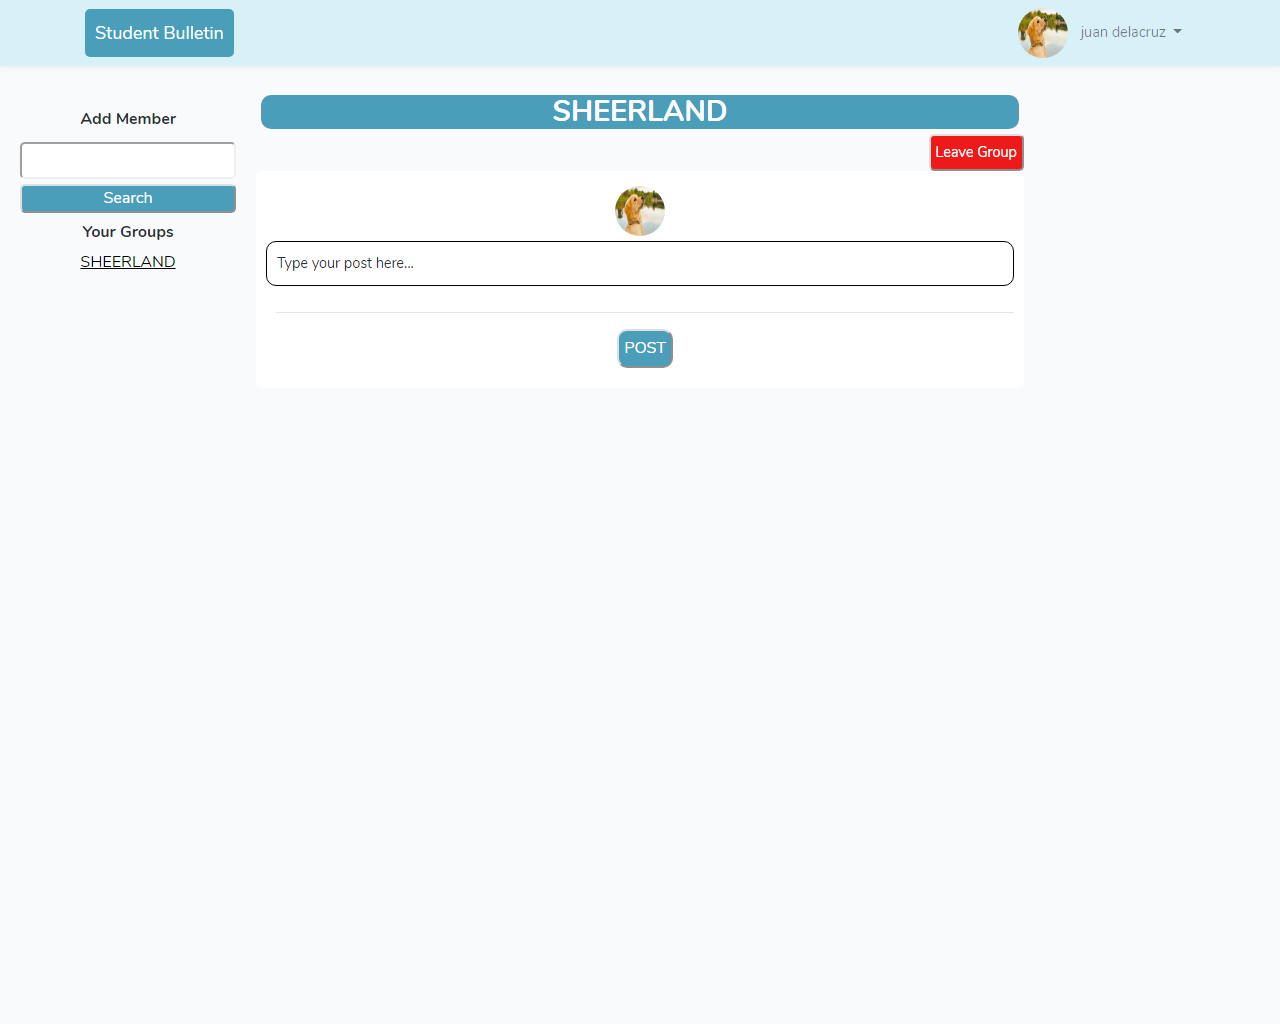 Student Bulletin
juan delacruz
Add Member
Search
Your Groups
SHEERLAND
SHEERLAND
Leave Group
Type your post here...
POST